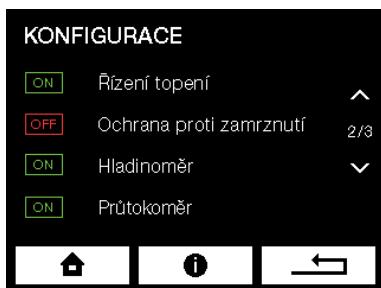 KONFIGURACE
ON Řízení topení
OFF Ochrana proti zamrznutí
2/3
ON Hladinoměr
ON Průtokoměr